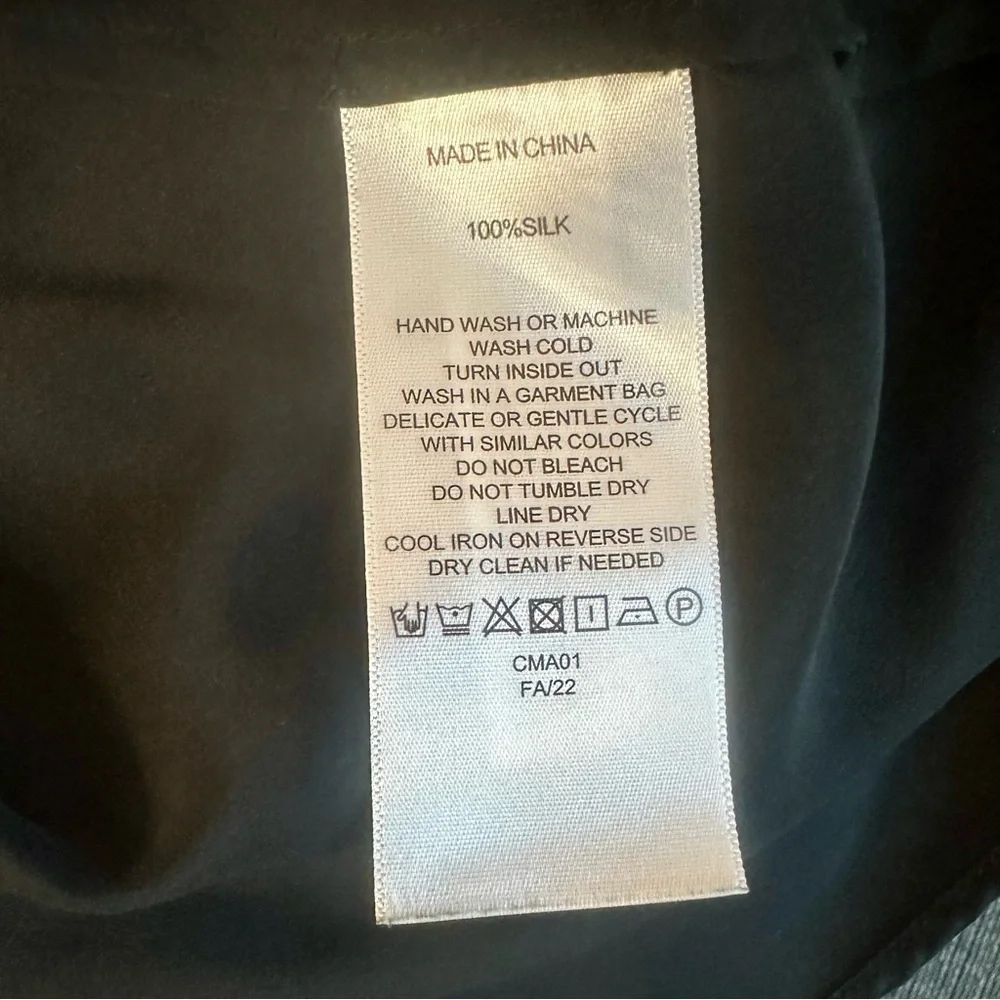 MADE IN CHINA
100%SILK
HAND WASH OR MACHINE
WASH COLD
TURN INSIDE OUT
WASH IN A GARMENT BAG
DELICATE OR GENTLE CYCLE
WITH SIMILAR COLORS
DO NOT BLEACH
DO NOT TUMBLE DRY
LINE DRY
COOL IRON ON REVERSE SIDE
DRY CLEAN IF NEEDED
P
CMA01
FA/22